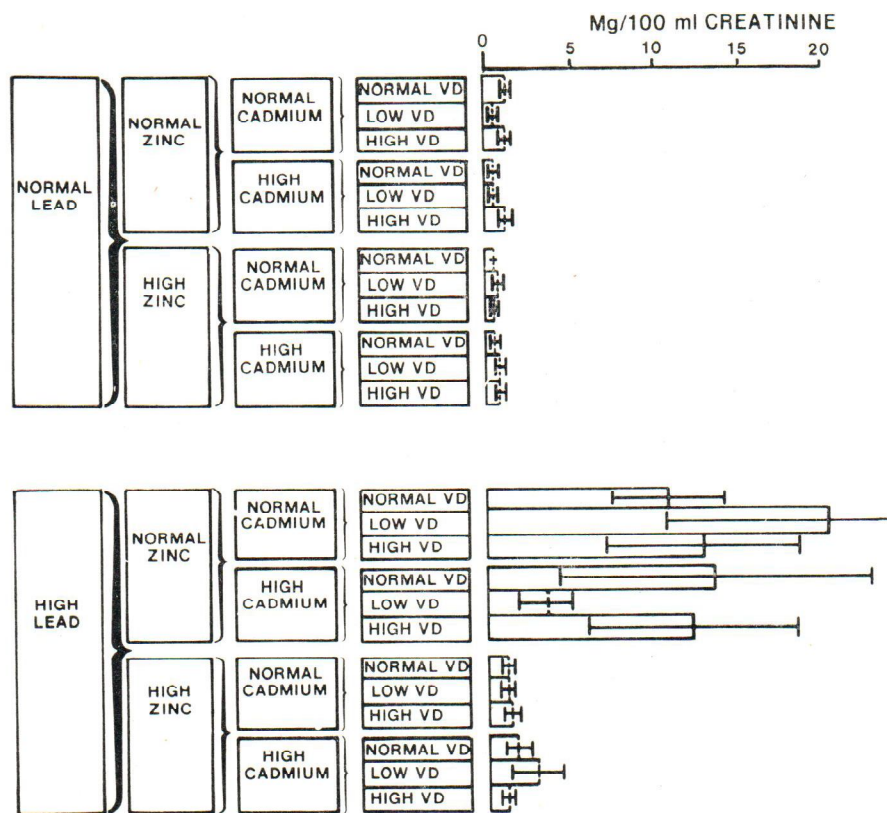 Mg/100 ml CREATININE
0 5 10 15 20
NORMAL
LEAD
NORMAL
ZINC
NORMAL
CADMIUM
NORMAL VD
LOW VD
HIGH VD
HIGH
CADMIUM
NORMAL VD
LOW VD
HIGH VD
HIGH
ZINC
NORMAL
CADMIUM
NORMAL VD
LOW VD
HIGH VD
HIGH
CADMIUM
NORMAL VD
LOW VD
HIGH VD
HIGH
LEAD
NORMAL
ZINC
NORMAL
CADMIUM
NORMAL VD
LOW VD
HIGH VD
HIGH
CADMIUM
NORMAL VD
LOW VD
HIGH VD
HIGH
ZINC
NORMAL
CADMIUM
NORMAL VD
LOW VD
HIGH VD
HIGH
CADMIUM
NORMAL VD
LOW VD
HIGH VD